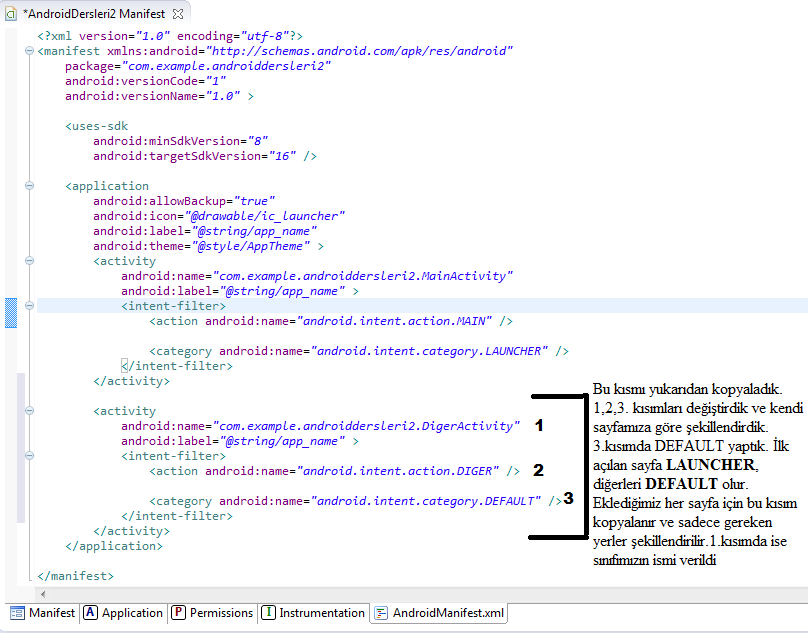 *AndroidDersleri2 Manifest
<?xml version="1.0" encoding="utf-8"?>
<manifest xmlns:android="http://schemas.android.com/apk/res/android"
package="com.example.androiddersleri2"
android:versionCode="1"
android:versionName="1.0" >
<uses-sdk
android:minSdkVersion="8"
android:targetSdkVersion="16" />
<application
android:allowBackup="true"
android:icon="@drawable/ic_launcher"
android:label="@string/app_name"
android:theme="@style/AppTheme" >
<activity
android:name="com.example.androiddersleri2.MainActivity"
android:label="@string/app_name" >
<intent-filter>
<action android:name="android.intent.action.MAIN" />
<category android:name="android.intent.category.LAUNCHER" />
</intent-filter>
</activity>
<activity
android:name="com.example.androiddersleri2.DigerActivity" 1
android:label="@string/app_name" >
<intent-filter>
<action android:name="android.intent.action.DIGER" /> 2
<category android:name="android.intent.category.DEFAULT" /> 3
</intent-filter>
</activity>
</application>
</manifest>
Bu kısmı yukarıdan kopyaladık.
1,2,3. kısımları değiştirdik ve kendi
sayfamıza göre şekillendirdik.
3.kısımda DEFAULT yaptık. İlk
açılan sayfa LAUNCHER,
diğerleri DEFAULT olur.
Eklediğimiz her sayfa için bu kısım
kopyalanır ve sadece gereken
yerler şekillendirilir.1.kısımda ise
sınıfımızın ismi verildi
Manifest A Application P Permissions I Instrumentation AndroidManifest.xml